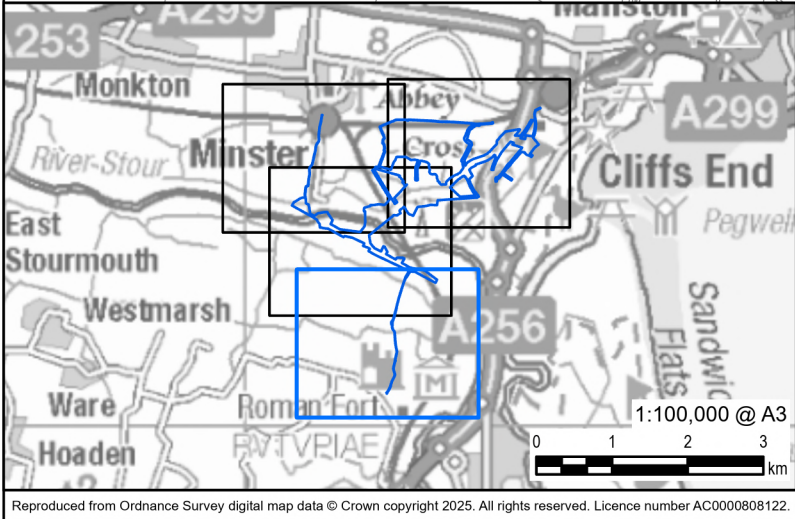 Manston
A299
A253
8
Monkton
Abbey
A299
Cross
River-Stour
Minster
Cliffs End
Pegwell
East
Stourmouth
Westmarsh
A256
Sandwic
Flats
Ware
Roman Fort
RVTVPIAE
Hoaden
1:100,000 @ A3
0 1 2 3
km
Reproduced from Ordnance Survey digital map data © Crown copyright 2025. All rights reserved. Licence number AC0000808122.